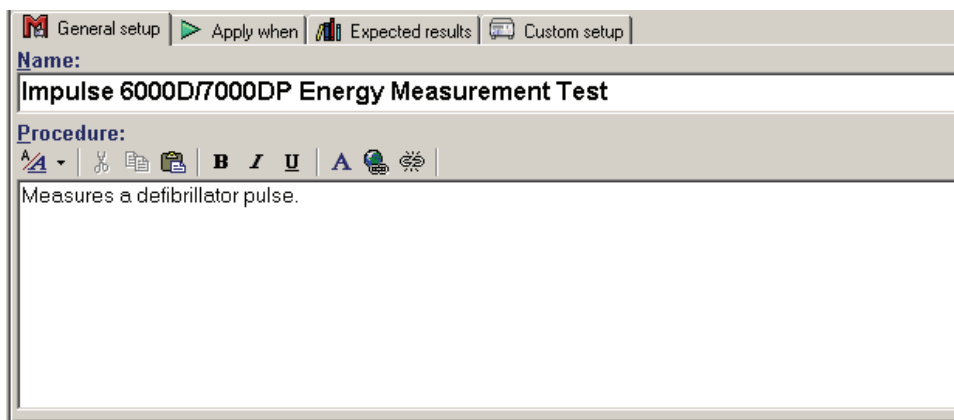 General setup Apply when Expected results Custom setup
Name:
Impulse 6000D/7000DP Energy Measurement Test
Procedure:
A/A B I U A
Measures a defibrillator pulse.